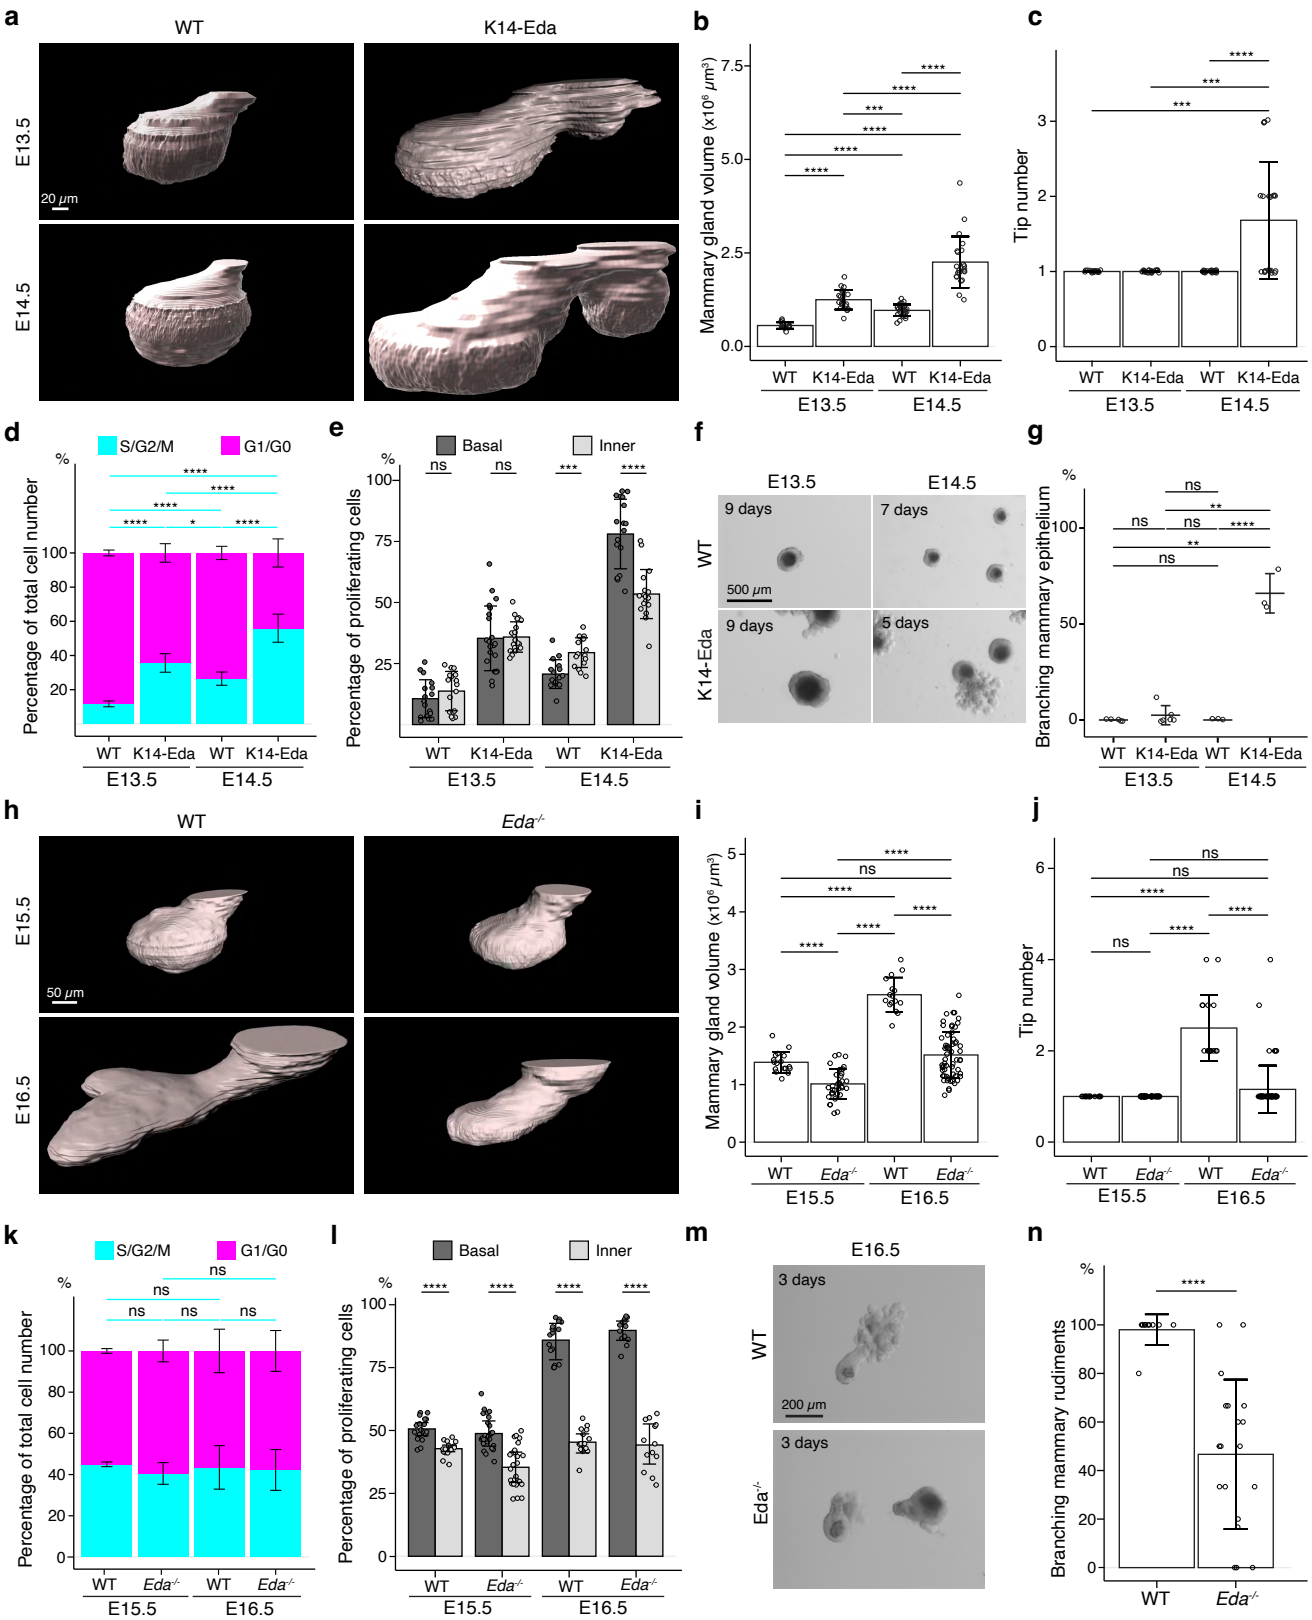 a
WT
K14-Eda
E13.5
20 µm
E14.5
b
Mammary gland volume (x10⁶ µm³)
7.5
5.0
2.5
0.0
****
****
***
****
****
****
WT K14-Eda WT K14-Eda
E13.5 E14.5
c
Tip number
3
2
1
0
****
***
***
WT K14-Eda WT K14-Eda
E13.5 E14.5
d
S/G2/M G1/G0
%
Percentage of total cell number
100
80
60
40
20
****
****
****
**** * ****
WT K14-Eda WT K14-Eda
E13.5 E14.5
e
Basal Inner
%
Percentage of proliferating cells
100
75
50
25
ns ns *** ****
WT K14-Eda WT K14-Eda
E13.5 E14.5
f
E13.5 E14.5
WT
9 days 7 days
500 µm
K14-Eda
9 days 5 days
g
%
Branching mammary epithelium
100
50
0
ns
**
ns ns ****
**
ns
WT K14-Eda WT K14-Eda
E13.5 E14.5
h
WT
Eda-/-
E15.5
50 µm
E16.5
i
Mammary gland volume (x10⁶ µm³)
5
4
3
2
1
0
****
ns
****
****
****
****
WT Eda-/- WT Eda-/-
E15.5 E16.5
j
Tip number
6
4
2
0
ns
ns
****
****
****
ns
WT Eda-/- WT Eda-/-
E15.5 E16.5
k
S/G2/M G1/G0
%
Percentage of total cell number
100
80
60
40
20
0
ns
ns
ns ns ns
WT Eda-/- WT Eda-/-
E15.5 E16.5
l
Basal Inner
%
Percentage of proliferating cells
100
75
50
25
0
**** **** **** ****
WT Eda-/- WT Eda-/-
E15.5 E16.5
m
E16.5
WT
3 days
200 µm
Eda-/-
3 days
n
%
Branching mammary rudiments
100
80
60
40
20
0
****
WT Eda-/-